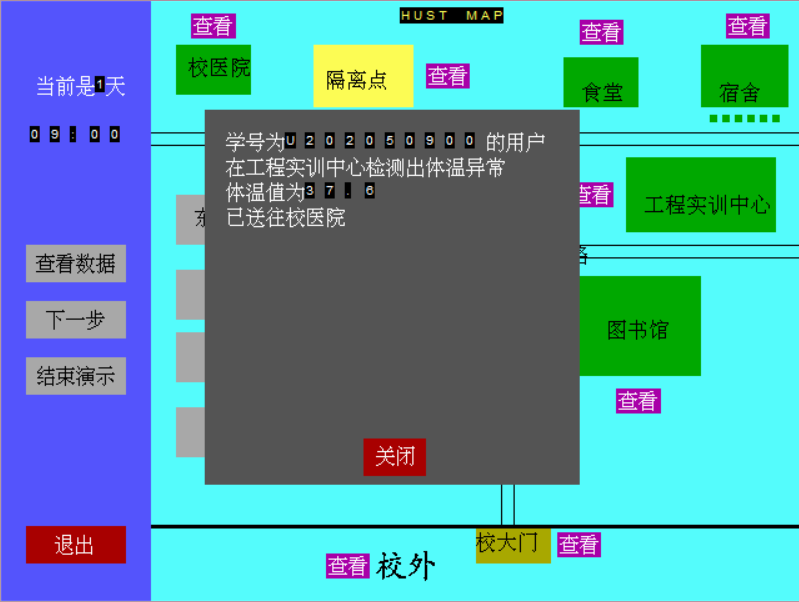 HUST MAP
查看
查看
查看
校医院
隔离点
查看
食堂
宿舍
当前是1天
09:00
学号为U202050900 的用户
在工程实训中心检测出体温异常
体温值为37.6
已送往校医院
查看
工程实训中心
查看数据
下一步
图书馆
结束演示
查看
关闭
退出
校大门
查看
查看 校外